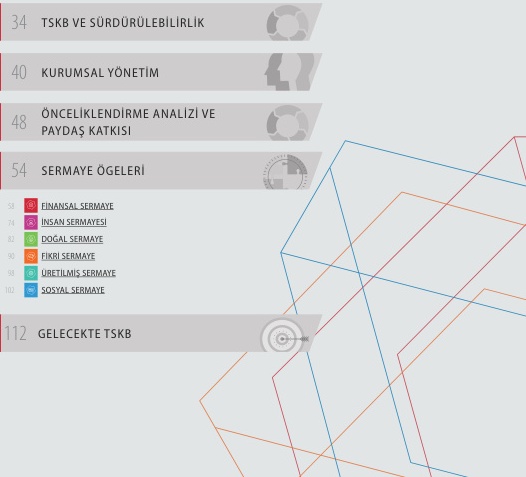 34 TSKB VE SÜRDÜRÜLEBİLİRLİK
40 KURUMSAL YÖNETİM
48 ÖNCELİKLENDİRME ANALİZİ VE
PAYDAŞ KATKISI
54 SERMAYE ÖGELERİ
58 FİNANSAL SERMAYE
74 İNSAN SERMAYESİ
82 DOĞAL SERMAYE
90 FİKRİ SERMAYE
98 ÜRETİLMİŞ SERMAYE
102 SOSYAL SERMAYE
112 GELECEKTE TSKB